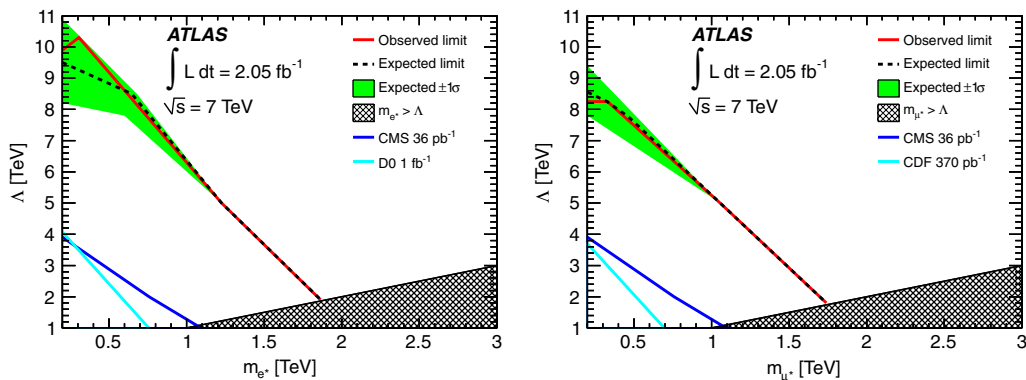 ATLAS
∫ L dt = 2.05 fb⁻¹
√s = 7 TeV
Observed limit
Expected limit
Expected ±1σ
m_e* > Λ
CMS 36 pb⁻¹
D0 1 fb⁻¹
Λ [TeV]
11
10
9
8
7
6
5
4
3
2
1
0.5 1 1.5 2 2.5 3
m_e* [TeV]
ATLAS
∫ L dt = 2.05 fb⁻¹
√s = 7 TeV
Observed limit
Expected limit
Expected ±1σ
m_μ* > Λ
CMS 36 pb⁻¹
CDF 370 pb⁻¹
Λ [TeV]
11
10
9
8
7
6
5
4
3
2
1
0.5 1 1.5 2 2.5 3
m_μ* [TeV]